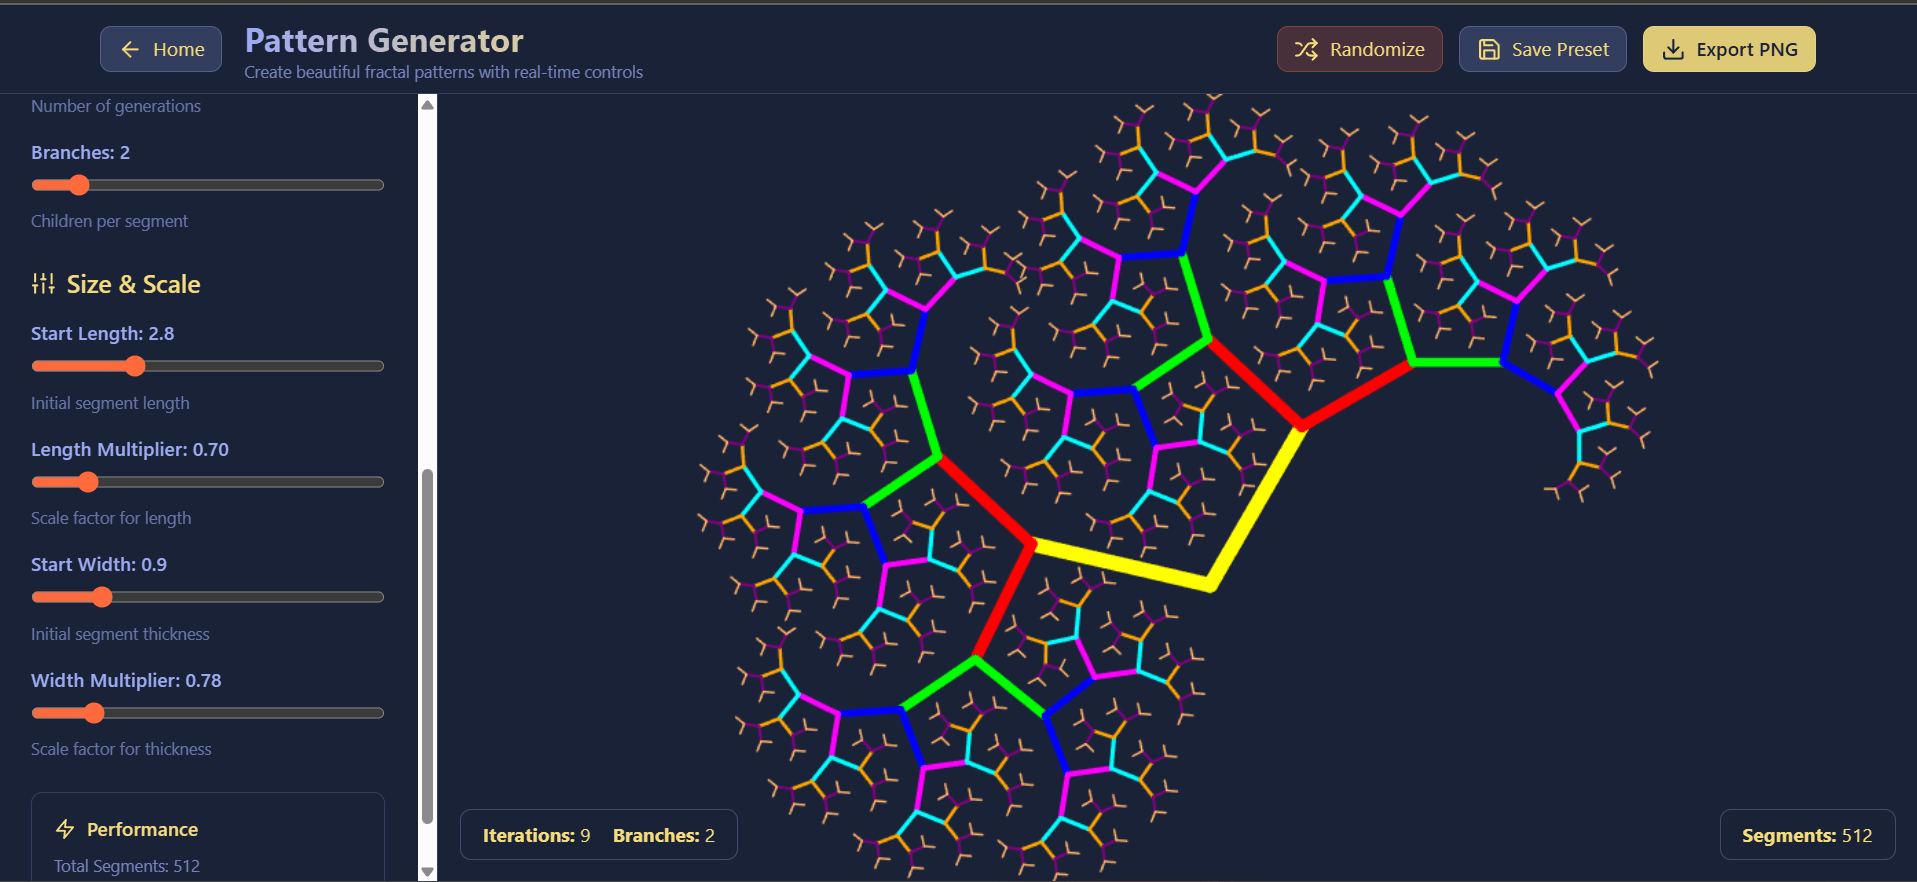 Home
Pattern Generator
Create beautiful fractal patterns with real-time controls
Randomize
Save Preset
Export PNG
Number of generations
Branches: 2
Children per segment
Size & Scale
Start Length: 2.8
Initial segment length
Length Multiplier: 0.70
Scale factor for length
Start Width: 0.9
Initial segment thickness
Width Multiplier: 0.78
Scale factor for thickness
Performance
Total Segments: 512
Iterations: 9 Branches: 2
Segments: 512